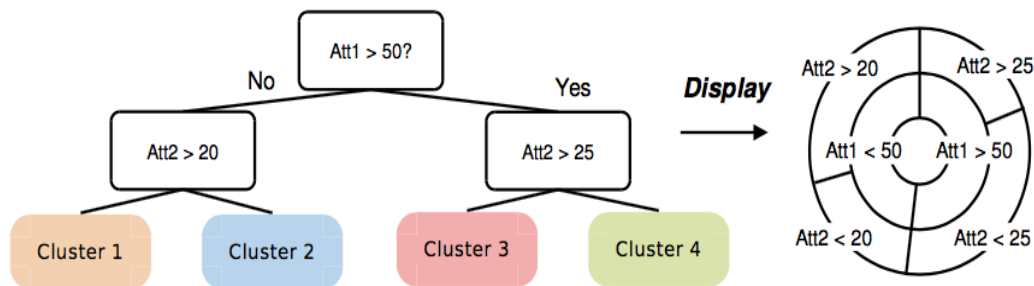 Att1 > 50?
No
Yes
Att2 > 20
Att2 > 25
Cluster 1
Cluster 2
Cluster 3
Cluster 4
Display
Att2 > 20
Att2 > 25
Att1 < 50
Att1 > 50
Att2 < 20
Att2 < 25